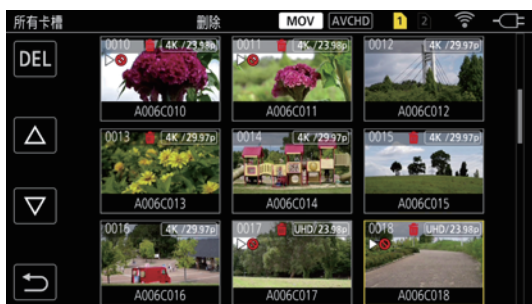 所有卡槽 删除 MOV AVCHD 1 2
DEL
0010 4K /23.98p
0011 4K /23.98p
0012 4K /29.97p
A006C010
A006C011
A006C012
0013 4K /29.97p
0014 4K /29.97p
0015 4K /29.97p
A006C013
A006C014
A006C015
0016 4K /29.97p
0017 UHD/23.98p
0018 UHD/23.98p
A006C016
A006C017
A006C018